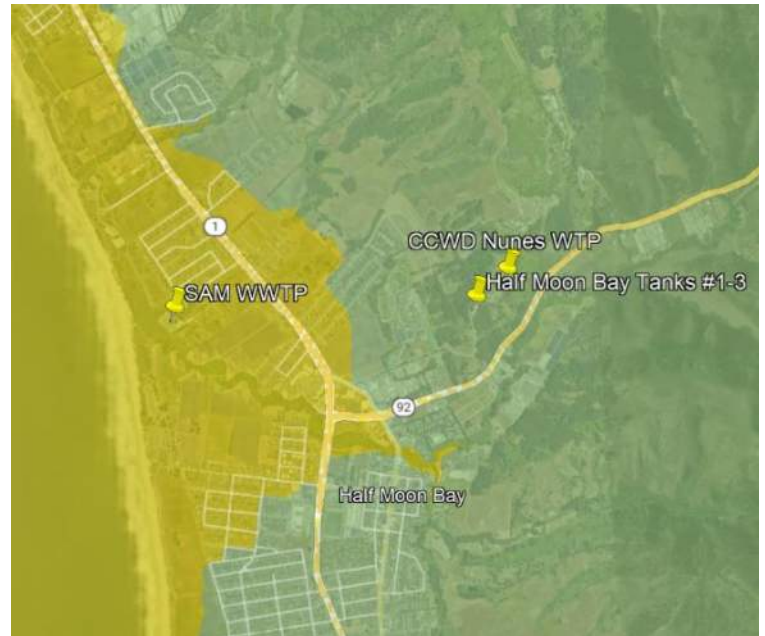 1
CCWD Nunes WTP
Half Moon Bay Tanks #1-3
SAM WWTP
92
Half Moon Bay